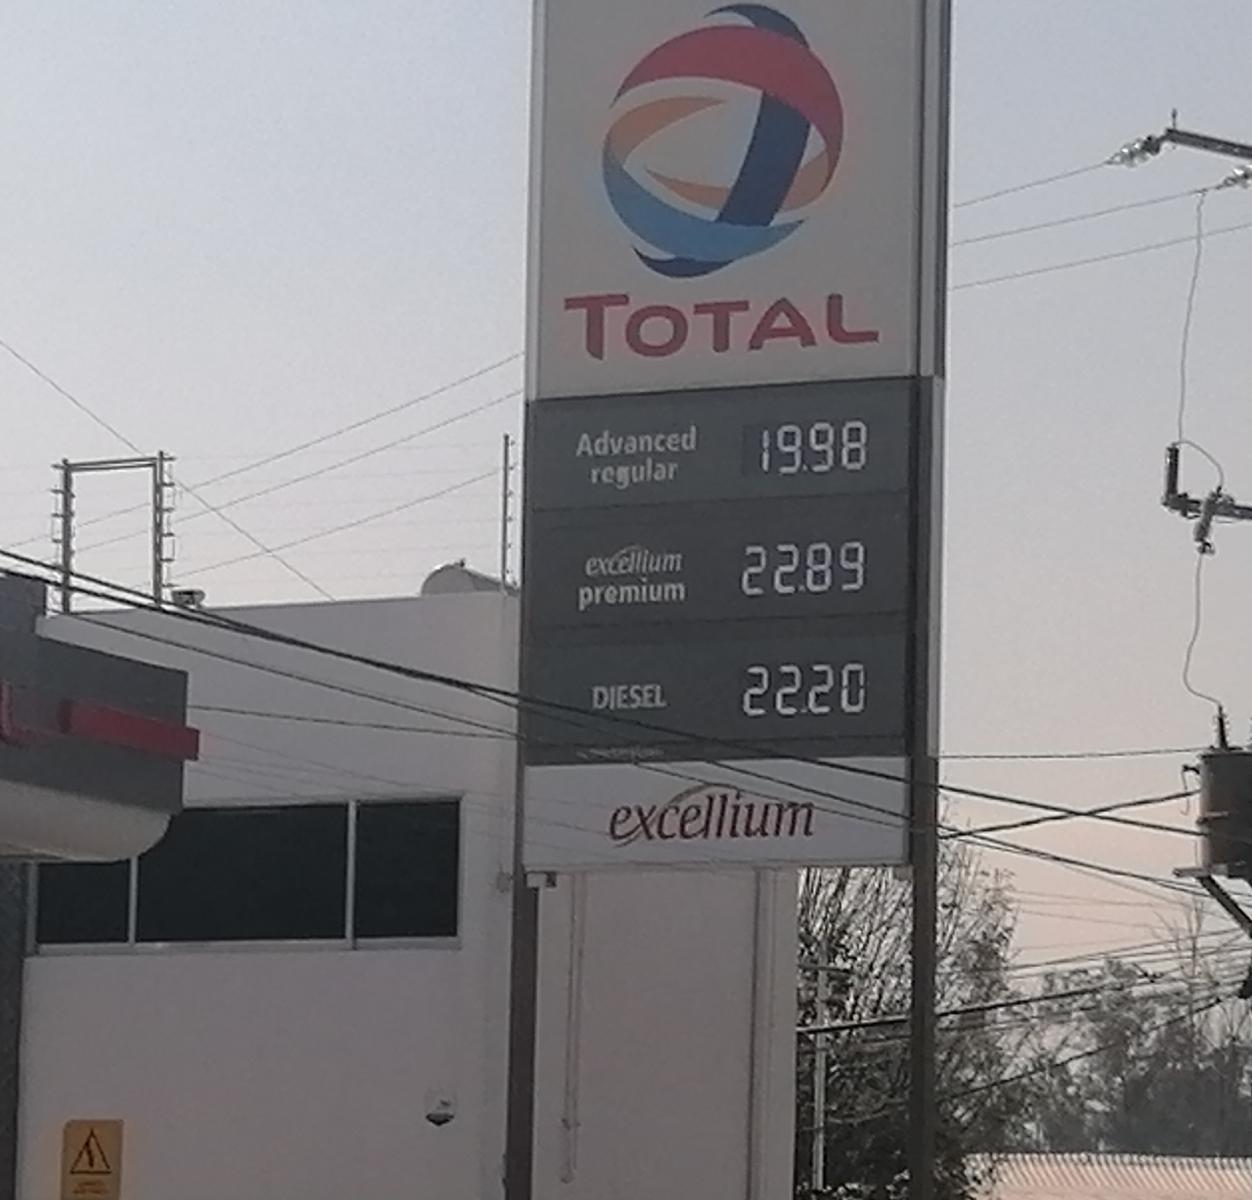 TOTAL
Advanced
regular
19.98
excellium
premium
22.89
DIESEL
22.20
excellium